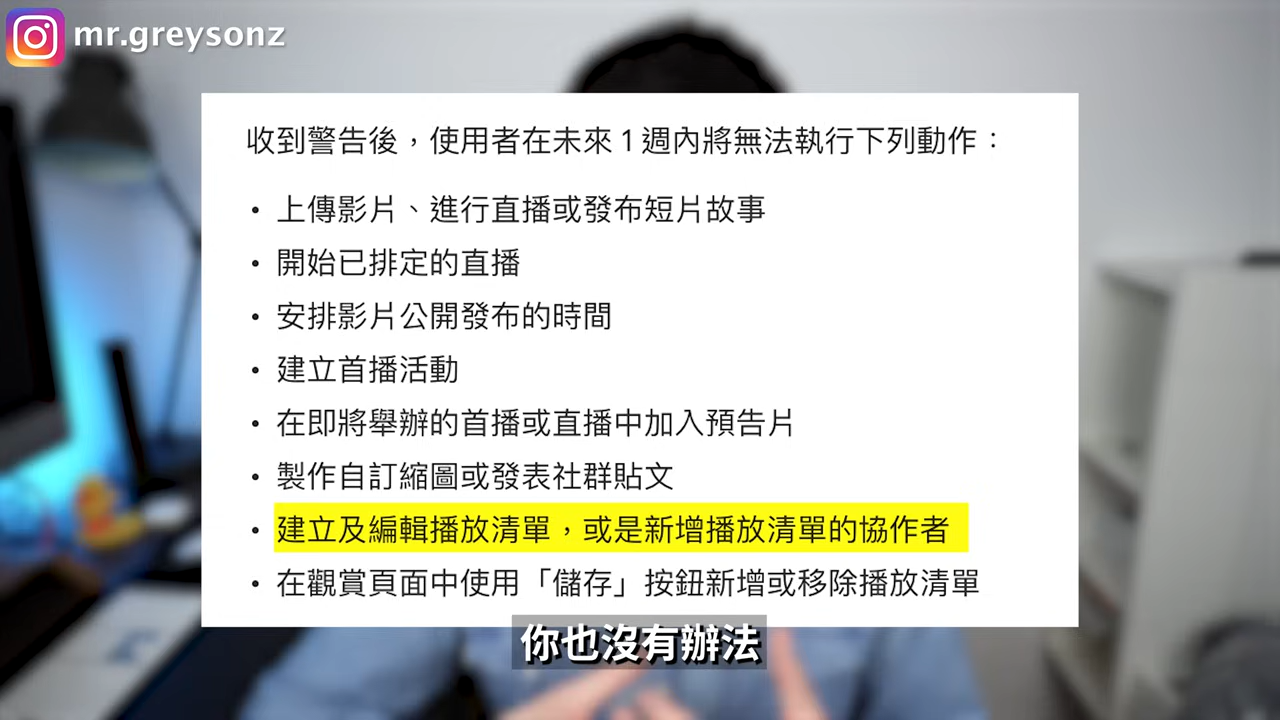 mr.greysonz
收到警告後，使用者在未來 1 週內將無法執行下列動作：
• 上傳影片、進行直播或發布短片故事
• 開始已排定的直播
• 安排影片公開發布的時間
• 建立首播活動
• 在即將舉辦的首播或直播中加入預告片
• 製作自訂縮圖或發表社群貼文
• 建立及編輯播放清單，或是新增播放清單的協作者
• 在觀賞頁面中使用「儲存」按鈕新增或移除播放清單
你也沒有辦法